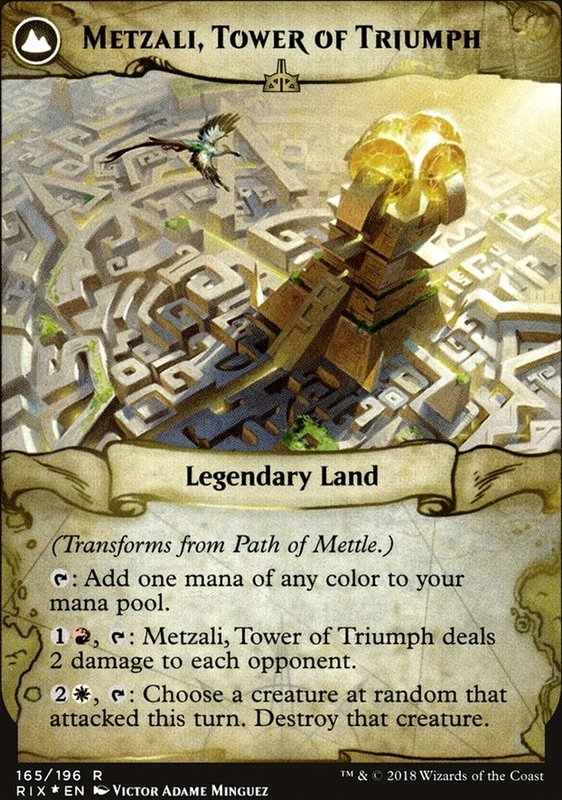 Metzali, Tower of Triumph
Legendary Land
(Transforms from Path of Mettle.)
: Add one mana of any color to your
mana pool.
1, : Metzali, Tower of Triumph deals
2 damage to each opponent.
2, : Choose a creature at random that
attacked this turn. Destroy that creature.
165/196 R
RIX★EN Victor Adame Minguez
™ & © 2018 Wizards of the Coast